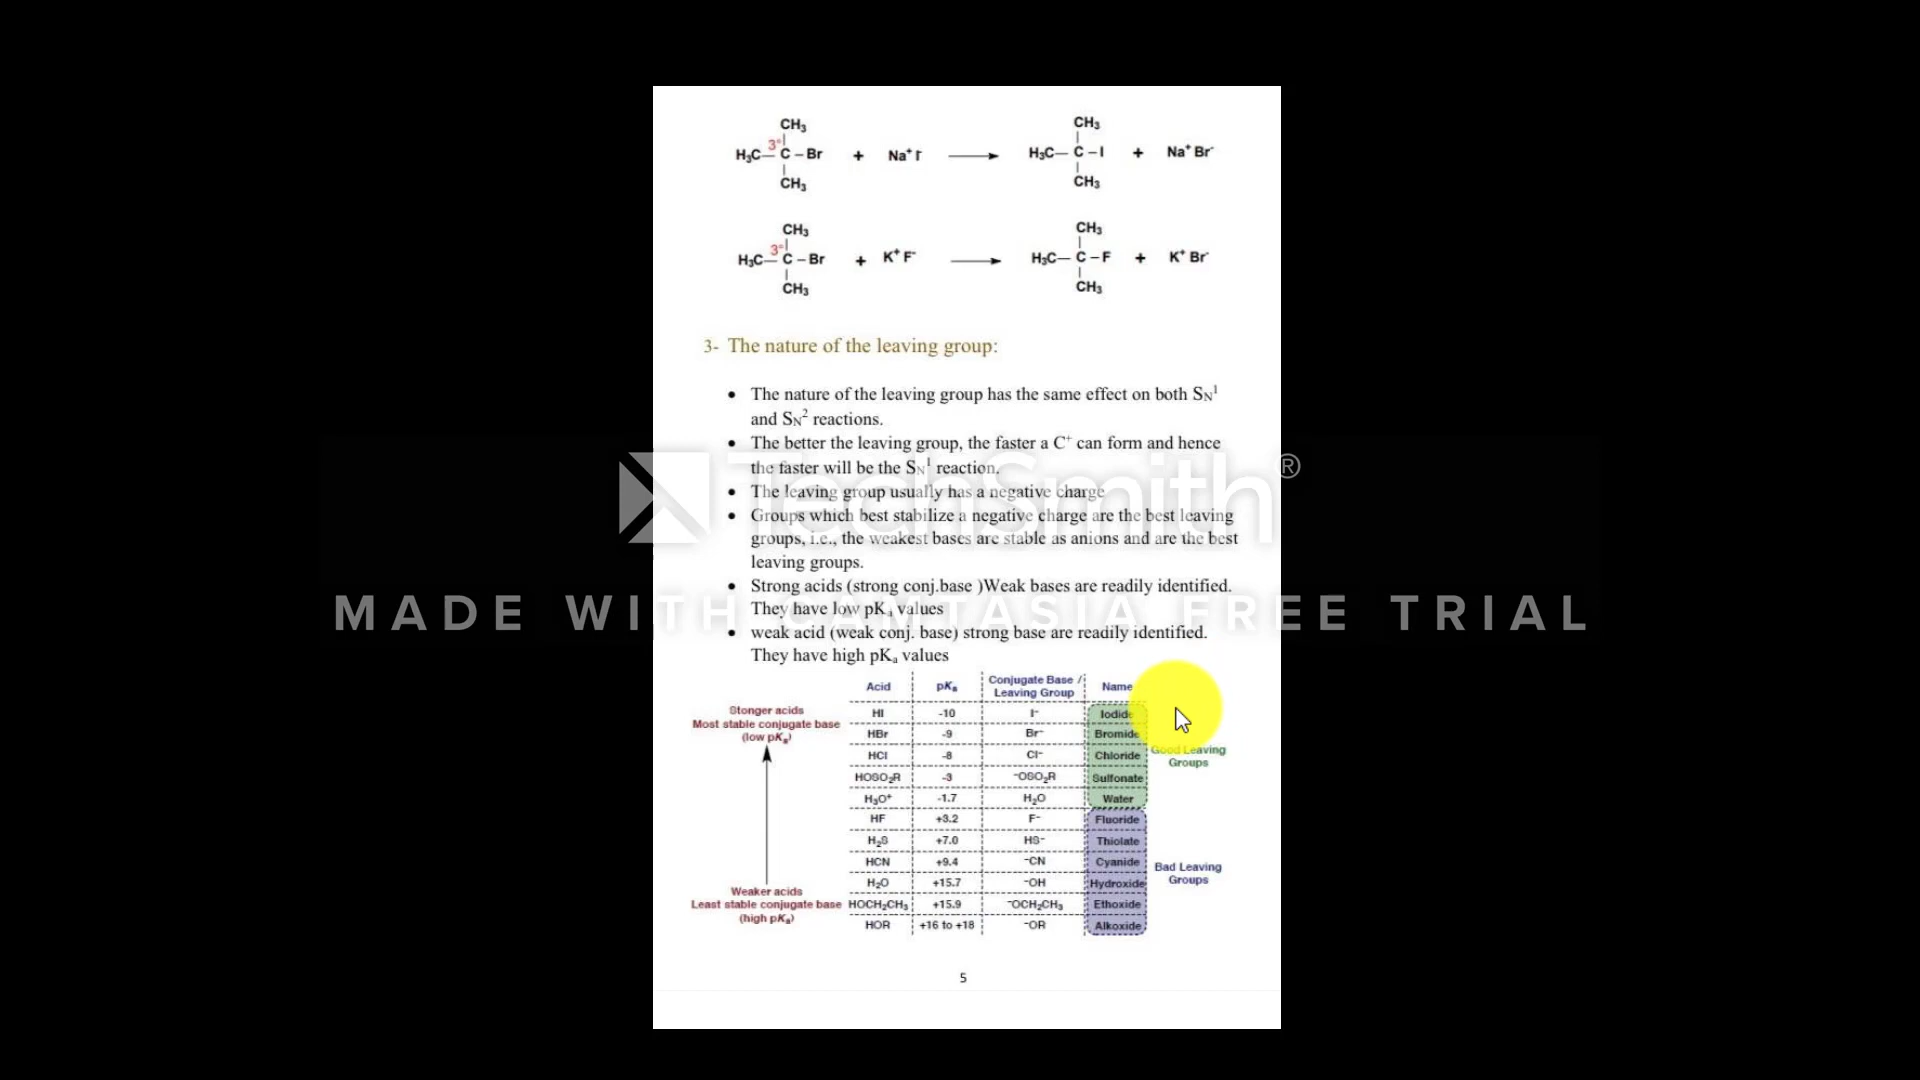 CH3 CH3
H3C– 3° C – Br + Na+ I- → H3C– C – I + Na+ Br-
CH3 CH3
CH3 CH3
H3C– 3° C – Br + K+ F- → H3C– C – F + K+ Br-
CH3 CH3
3- The nature of the leaving group:
• The nature of the leaving group has the same effect on both SN1
and SN2 reactions.
• The better the leaving group, the faster a C+ can form and hence
the faster will be the SN1 reaction.
• The leaving group usually has a negative charge
• Groups which best stabilize a negative charge are the best leaving
groups, i.e., the weakest bases are stable as anions and are the best
leaving groups.
• Strong acids (strong conj.base )Weak bases are readily identified.
They have low pKa values
• weak acid (weak conj. base) strong base are readily identified.
They have high pKa values
TechSmith®
MADE WITH CAMTASIA FREE TRIAL
Acid pKa Conjugate Base / Leaving Group Name
HI -10 I- Iodide
HBr -9 Br- Bromide
HCl -8 Cl- Chloride
HOSO2R -3 -OSO2R Sulfonate
H3O+ -1.7 H2O Water
HF +3.2 F- Fluoride
H2S +7.0 HS- Thiolate
HCN +9.4 -CN Cyanide
H2O +15.7 -OH Hydroxide
HOCH2CH3 +15.9 -OCH2CH3 Ethoxide
HOR +16 to +18 -OR Alkoxide
Stonger acids
Most stable conjugate base
(low pKa)
Weaker acids
Least stable conjugate base
(high pKa)
Good Leaving
Groups
Bad Leaving
Groups
5